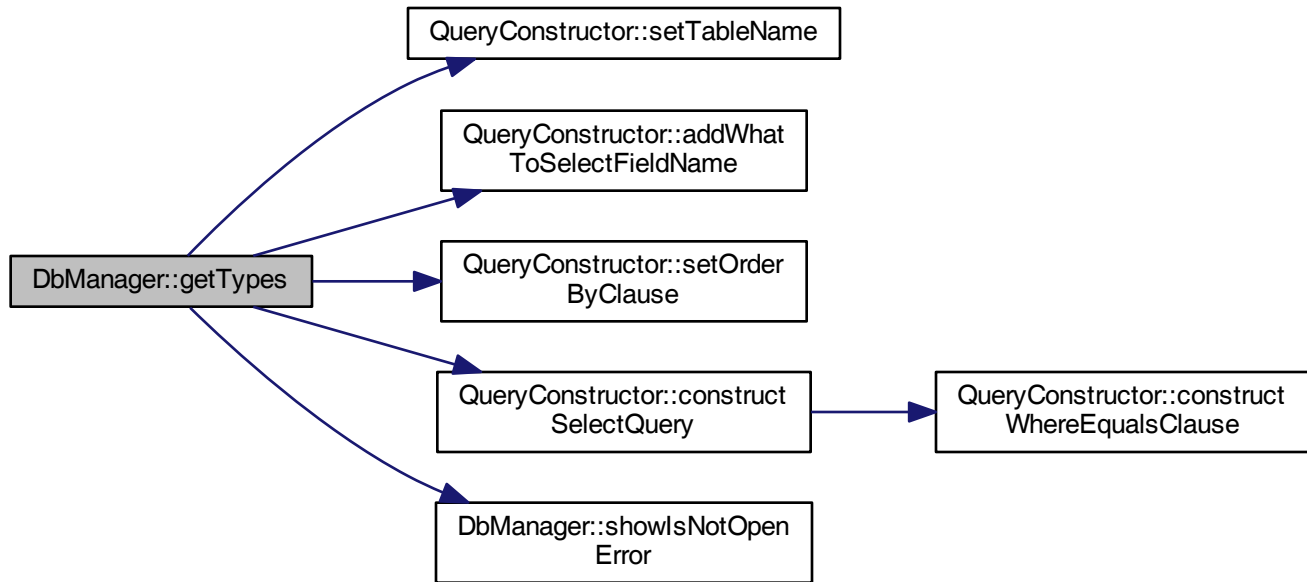 QueryConstructor::setTableName
QueryConstructor::addWhat
ToSelectFieldName
DbManager::getTypes
QueryConstructor::setOrder
ByClause
QueryConstructor::construct
SelectQuery
QueryConstructor::construct
WhereEqualsClause
DbManager::showIsNotOpen
Error